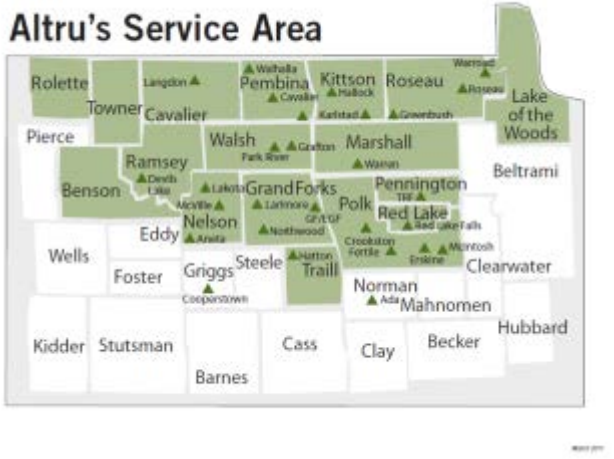 Altru's Service Area
Walhalla
Warroad
Rolette
Langdon
Pembina
Kittson
Roseau
Cavalier
Hallock
Roseau
Towner
Cavalier
Karlstad
Greenbush
Lake
of the
Woods
Pierce
Walsh
Grafton
Park River
Marshall
Warren
Ramsey
Devils
Lake
Beltrami
Benson
Lakota
Grand Forks
Pennington
TRF
McVille
Larimore
GF/EGF
Polk
Red Lake
Nelson
Red Lake Falls
Eddy
Aneta
Northwood
Crookston
McIntosh
Wells
Steele
Hatton
Fertile
Erskine
Foster
Griggs
Traill
Clearwater
Cooperstown
Norman
Ada
Mahnomen
Kidder
Stutsman
Cass
Clay
Becker
Hubbard
Barnes